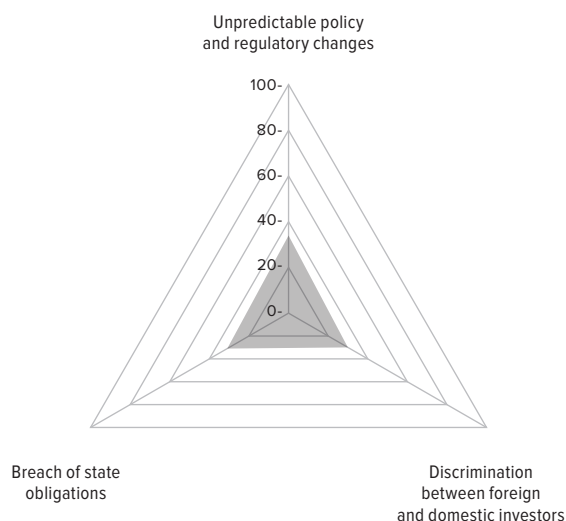 Unpredictable policy
and regulatory changes
100-
80-
60-
40-
20-
0-
Breach of state
obligations
Discrimination
between foreign
and domestic investors